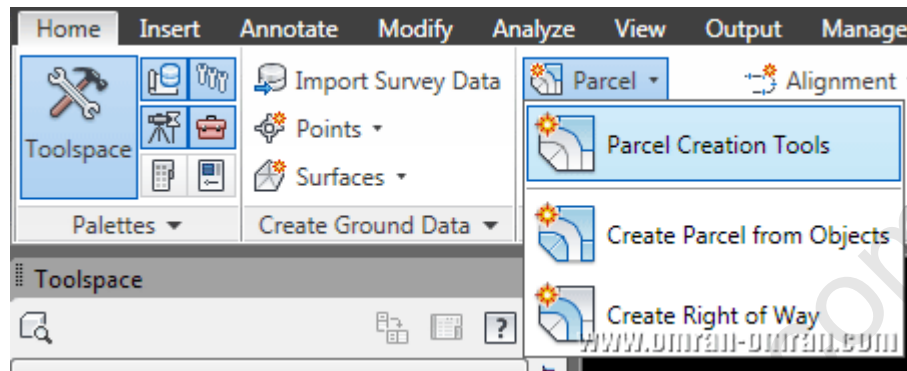 Home Insert Annotate Modify Analyze View Output Manage
Import Survey Data
Parcel
Alignment
Toolspace
Points
Surfaces
Parcel Creation Tools
Create Parcel from Objects
Create Right of Way
Palettes
Create Ground Data
Toolspace
?
www.omran-omran.com